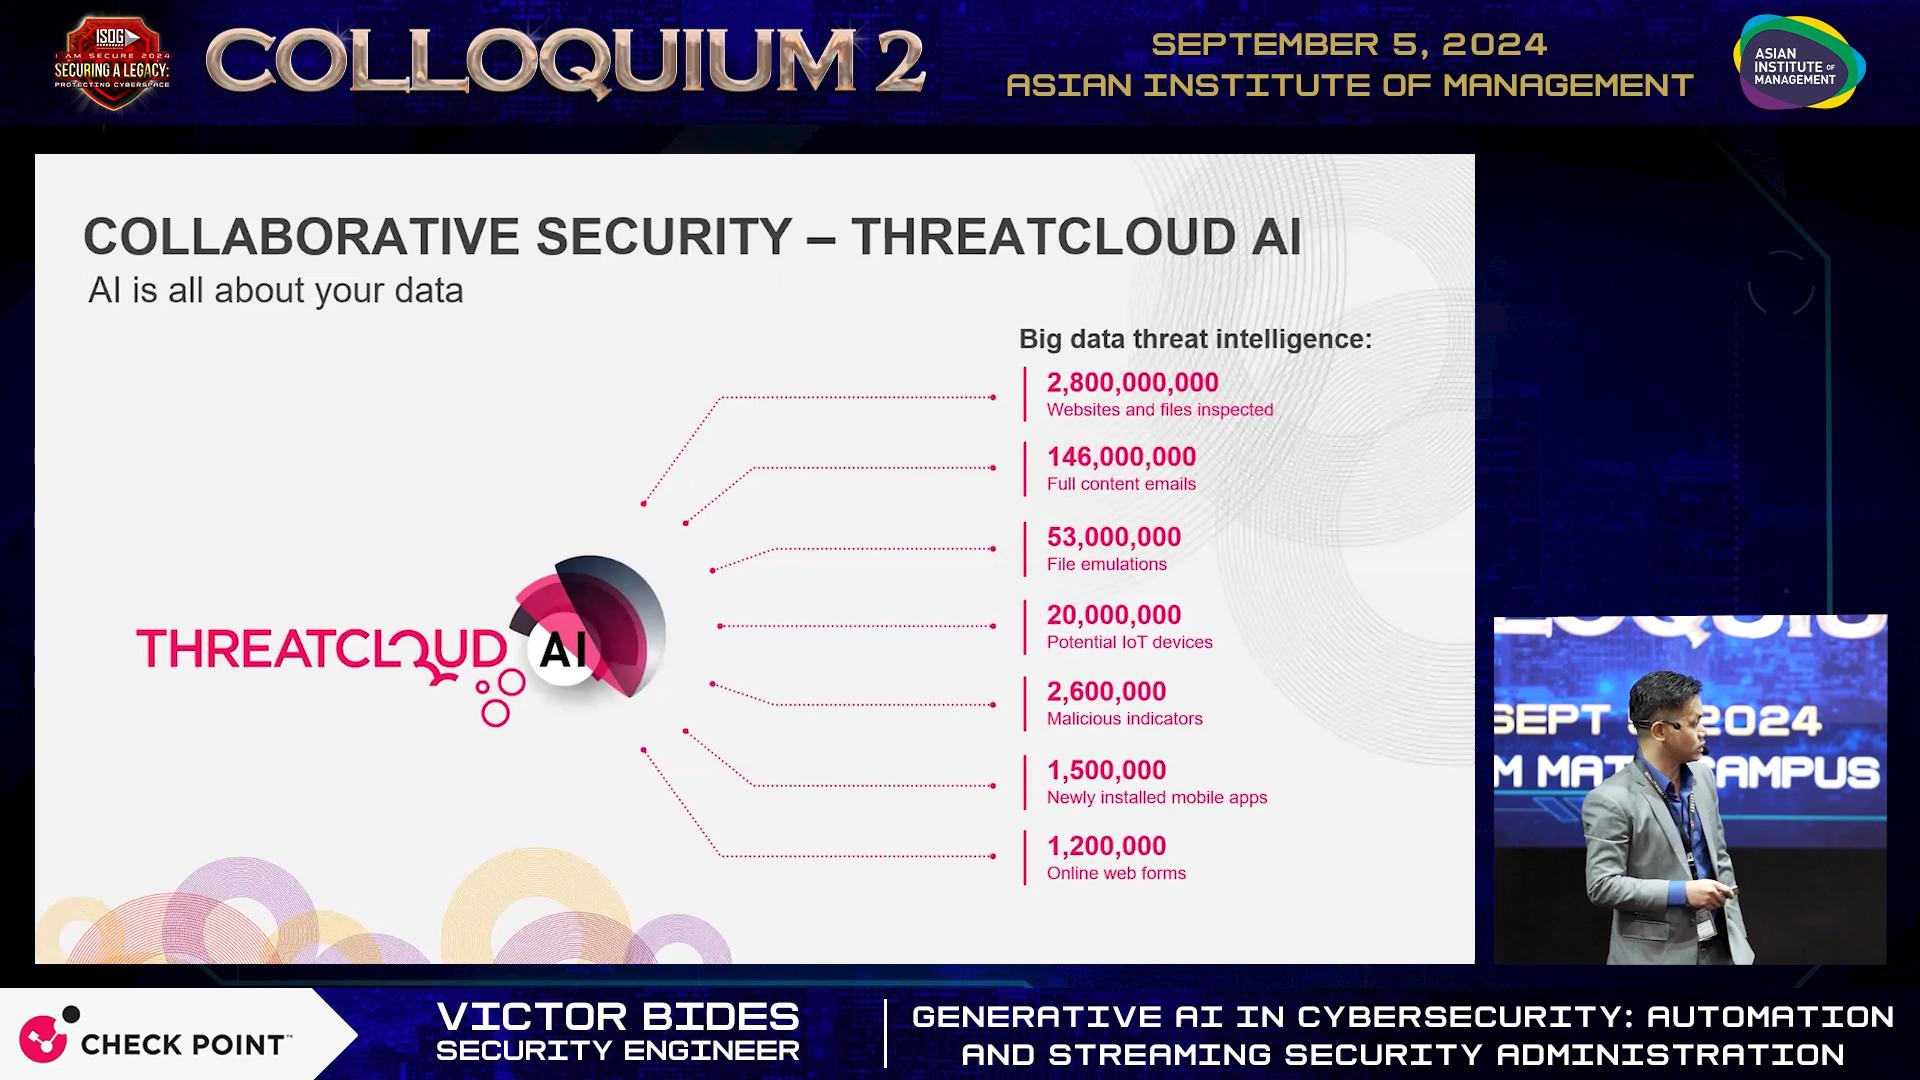 ISOG
I AM SECURE 2024
SECURING A LEGACY:
PROTECTING CYBERSPACE
COLLOQUIUM 2
SEPTEMBER 5, 2024
ASIAN INSTITUTE OF MANAGEMENT
ASIAN
INSTITUTE OF
MANAGEMENT
COLLABORATIVE SECURITY – THREATCLOUD AI
AI is all about your data
Big data threat intelligence:
2,800,000,000
Websites and files inspected
146,000,000
Full content emails
53,000,000
File emulations
20,000,000
Potential IoT devices
2,600,000
Malicious indicators
1,500,000
Newly installed mobile apps
1,200,000
Online web forms
THREATCLOUD AI
LOQUIU
SEPT 2024
M MAT CAMPUS
CHECK POINT™
VICTOR BIDES
SECURITY ENGINEER
GENERATIVE AI IN CYBERSECURITY: AUTOMATION
AND STREAMING SECURITY ADMINISTRATION